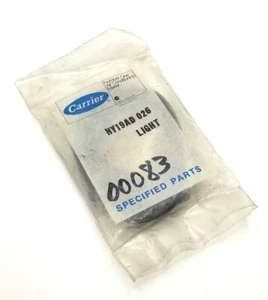 Carrier
HY19AD 026
LIGHT
00083
SPECIFIED PARTS